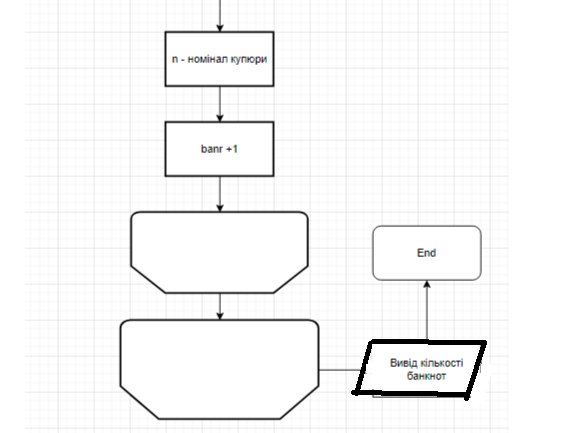 n - номінал купюри
banr +1
End
Вивід кількості
банкнот